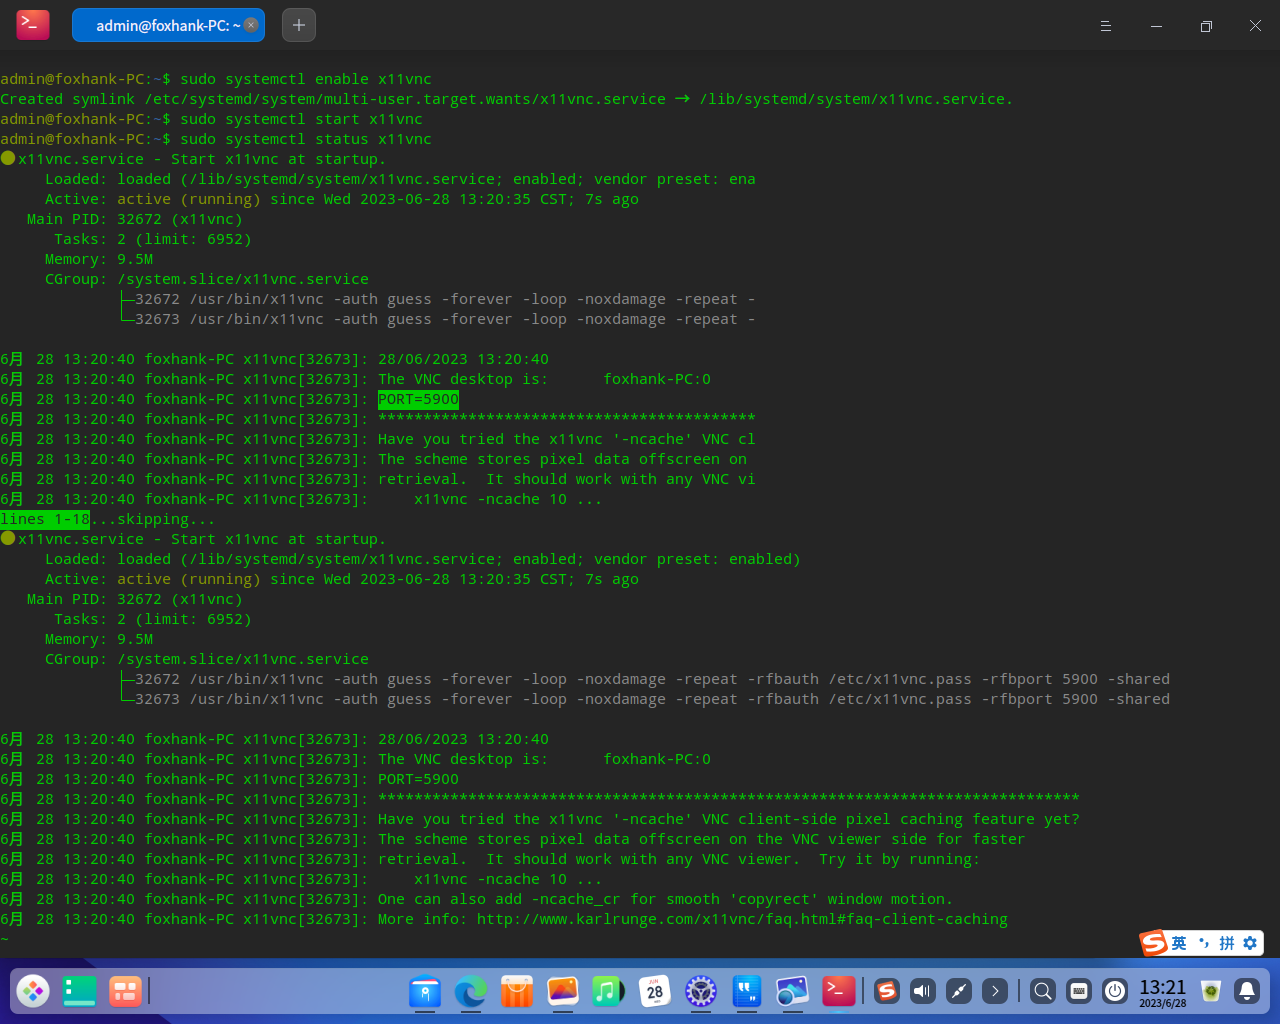 admin@foxhank-PC: ~
admin@foxhank-PC:~$ sudo systemctl enable x11vnc
Created symlink /etc/systemd/system/multi-user.target.wants/x11vnc.service → /lib/systemd/system/x11vnc.service.
admin@foxhank-PC:~$ sudo systemctl start x11vnc
admin@foxhank-PC:~$ sudo systemctl status x11vnc
●x11vnc.service - Start x11vnc at startup.
     Loaded: loaded (/lib/systemd/system/x11vnc.service; enabled; vendor preset: ena
     Active: active (running) since Wed 2023-06-28 13:20:35 CST; 7s ago
   Main PID: 32672 (x11vnc)
      Tasks: 2 (limit: 6952)
     Memory: 9.5M
     CGroup: /system.slice/x11vnc.service
             ├─32672 /usr/bin/x11vnc -auth guess -forever -loop -noxdamage -repeat -
             └─32673 /usr/bin/x11vnc -auth guess -forever -loop -noxdamage -repeat -
6月 28 13:20:40 foxhank-PC x11vnc[32673]: 28/06/2023 13:20:40
6月 28 13:20:40 foxhank-PC x11vnc[32673]: The VNC desktop is:      foxhank-PC:0
6月 28 13:20:40 foxhank-PC x11vnc[32673]: PORT=5900
6月 28 13:20:40 foxhank-PC x11vnc[32673]: ******************************************
6月 28 13:20:40 foxhank-PC x11vnc[32673]: Have you tried the x11vnc '-ncache' VNC cl
6月 28 13:20:40 foxhank-PC x11vnc[32673]: The scheme stores pixel data offscreen on
6月 28 13:20:40 foxhank-PC x11vnc[32673]: retrieval.  It should work with any VNC vi
6月 28 13:20:40 foxhank-PC x11vnc[32673]:     x11vnc -ncache 10 ...
lines 1-18...skipping...
●x11vnc.service - Start x11vnc at startup.
     Loaded: loaded (/lib/systemd/system/x11vnc.service; enabled; vendor preset: enabled)
     Active: active (running) since Wed 2023-06-28 13:20:35 CST; 7s ago
   Main PID: 32672 (x11vnc)
      Tasks: 2 (limit: 6952)
     Memory: 9.5M
     CGroup: /system.slice/x11vnc.service
             ├─32672 /usr/bin/x11vnc -auth guess -forever -loop -noxdamage -repeat -rfbauth /etc/x11vnc.pass -rfbport 5900 -shared
             └─32673 /usr/bin/x11vnc -auth guess -forever -loop -noxdamage -repeat -rfbauth /etc/x11vnc.pass -rfbport 5900 -shared
6月 28 13:20:40 foxhank-PC x11vnc[32673]: 28/06/2023 13:20:40
6月 28 13:20:40 foxhank-PC x11vnc[32673]: The VNC desktop is:      foxhank-PC:0
6月 28 13:20:40 foxhank-PC x11vnc[32673]: PORT=5900
6月 28 13:20:40 foxhank-PC x11vnc[32673]: ******************************************************************************
6月 28 13:20:40 foxhank-PC x11vnc[32673]: Have you tried the x11vnc '-ncache' VNC client-side pixel caching feature yet?
6月 28 13:20:40 foxhank-PC x11vnc[32673]: The scheme stores pixel data offscreen on the VNC viewer side for faster
6月 28 13:20:40 foxhank-PC x11vnc[32673]: retrieval.  It should work with any VNC viewer.  Try it by running:
6月 28 13:20:40 foxhank-PC x11vnc[32673]:     x11vnc -ncache 10 ...
6月 28 13:20:40 foxhank-PC x11vnc[32673]: One can also add -ncache_cr for smooth 'copyrect' window motion.
6月 28 13:20:40 foxhank-PC x11vnc[32673]: More info: http://www.karlrunge.com/x11vnc/faq.html#faq-client-caching
~
S 英 拼
JUN
28
13:21
2023/6/28